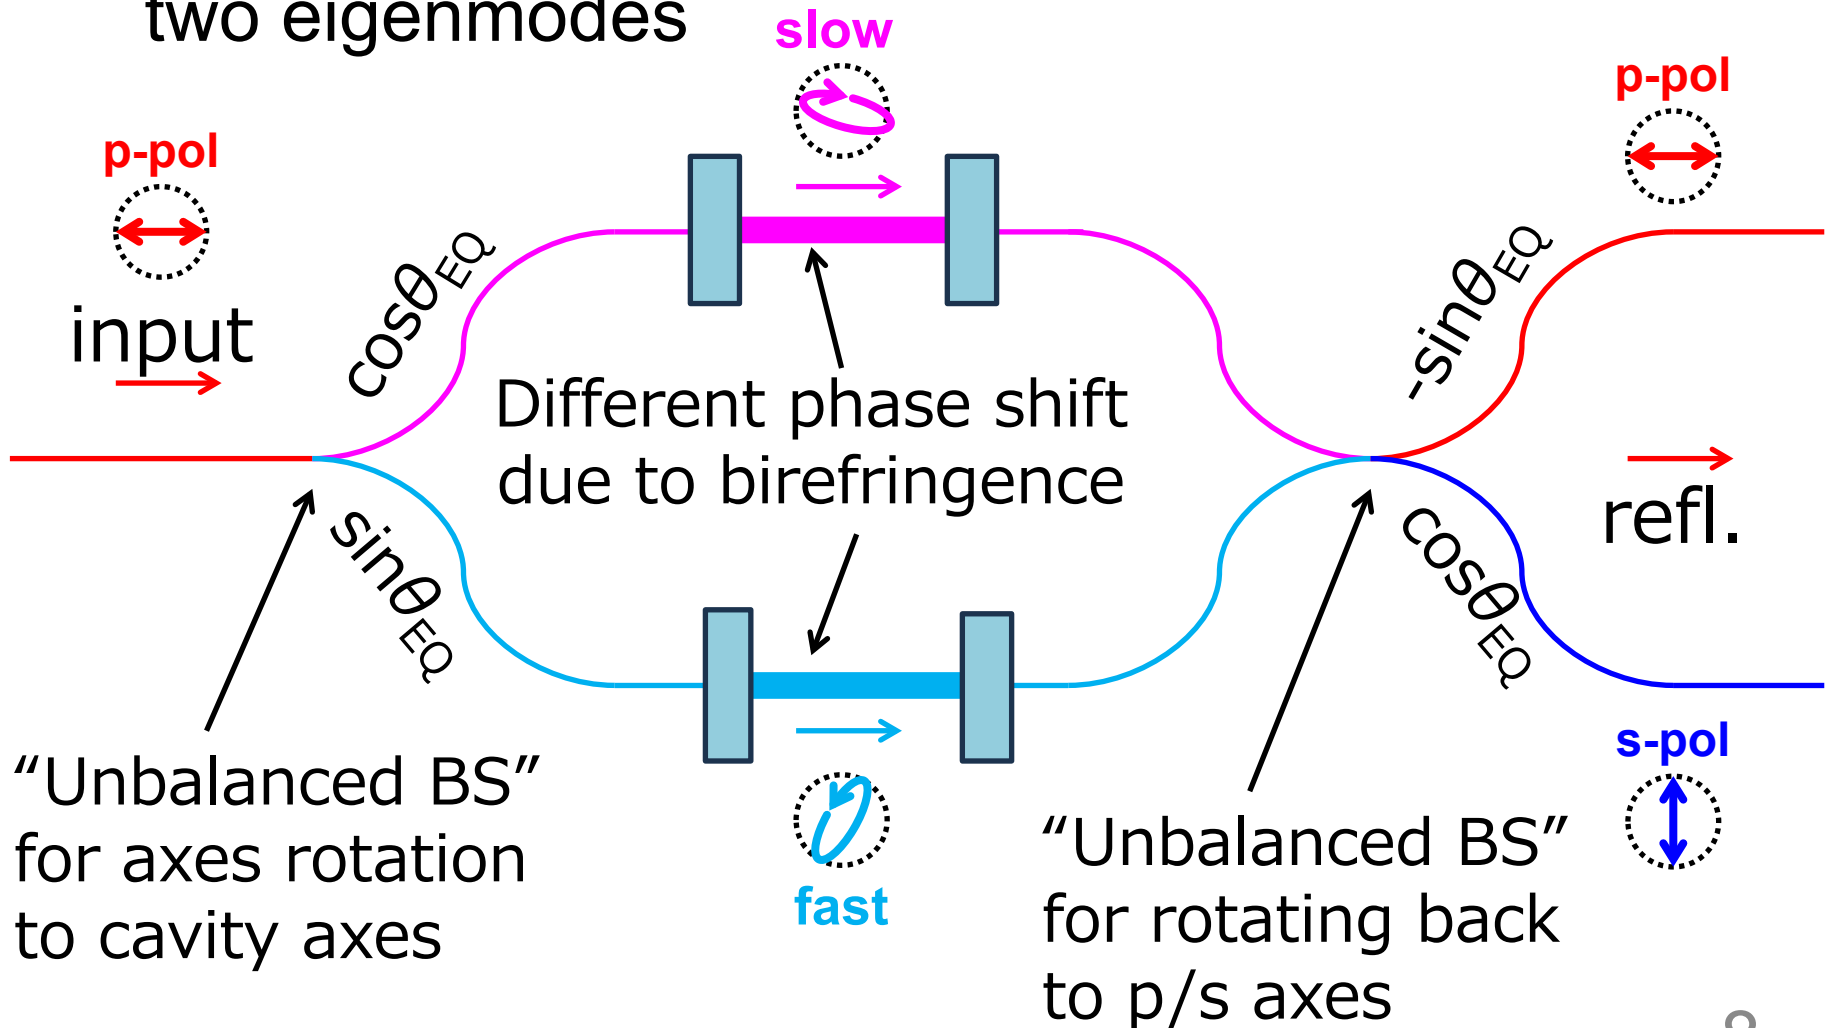 two eigenmodes
slow
p-pol
p-pol
input
cosθEQ
-sinθEQ
Different phase shift
due to birefringence
refl.
sinθEQ
cosθEQ
s-pol
fast
“Unbalanced BS”
for axes rotation
to cavity axes
“Unbalanced BS”
for rotating back
to p/s axes